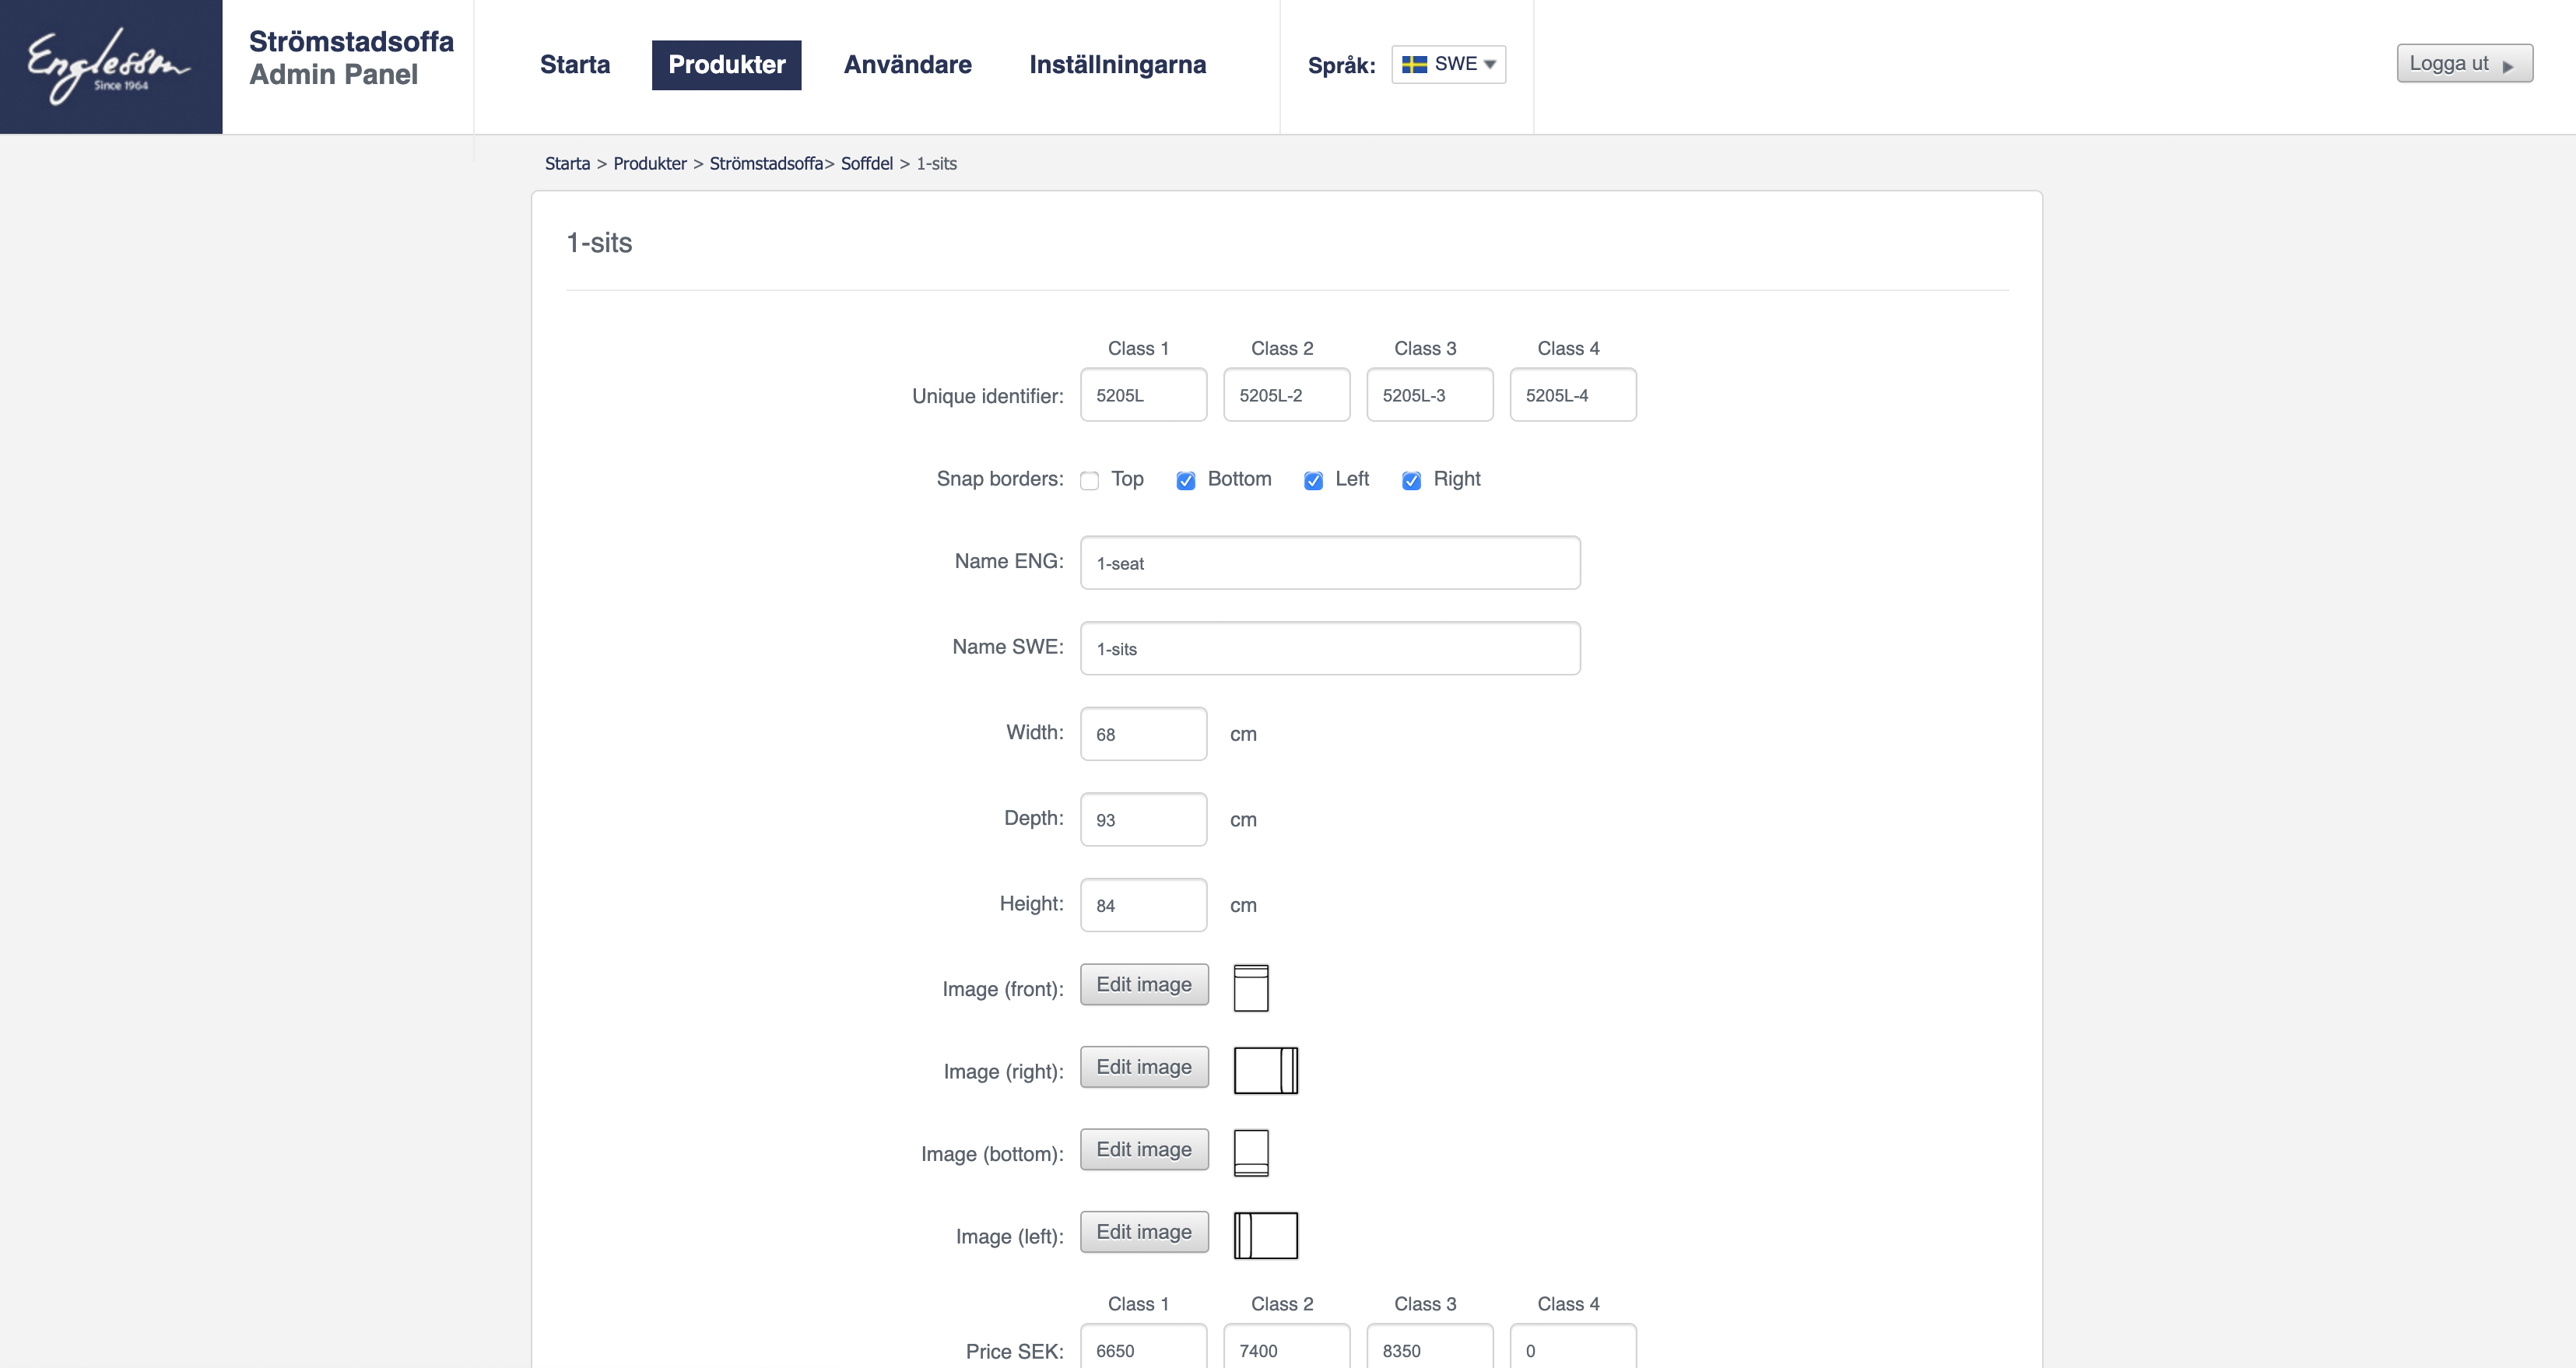 Englesson
Since 1964
Strömstadsoffa
Admin Panel
Starta
Produkter
Användare
Inställningarna
Språk:
SWE
Logga ut
Starta > Produkter > Strömstadsoffa> Soffdel > 1-sits
1-sits
Class 1 Class 2 Class 3 Class 4
Unique identifier: 5205L 5205L-2 5205L-3 5205L-4
Snap borders: Top Bottom Left Right
Name ENG: 1-seat
Name SWE: 1-sits
Width: 68 cm
Depth: 93 cm
Height: 84 cm
Image (front): Edit image
Image (right): Edit image
Image (bottom): Edit image
Image (left): Edit image
Class 1 Class 2 Class 3 Class 4
Price SEK: 6650 7400 8350 0